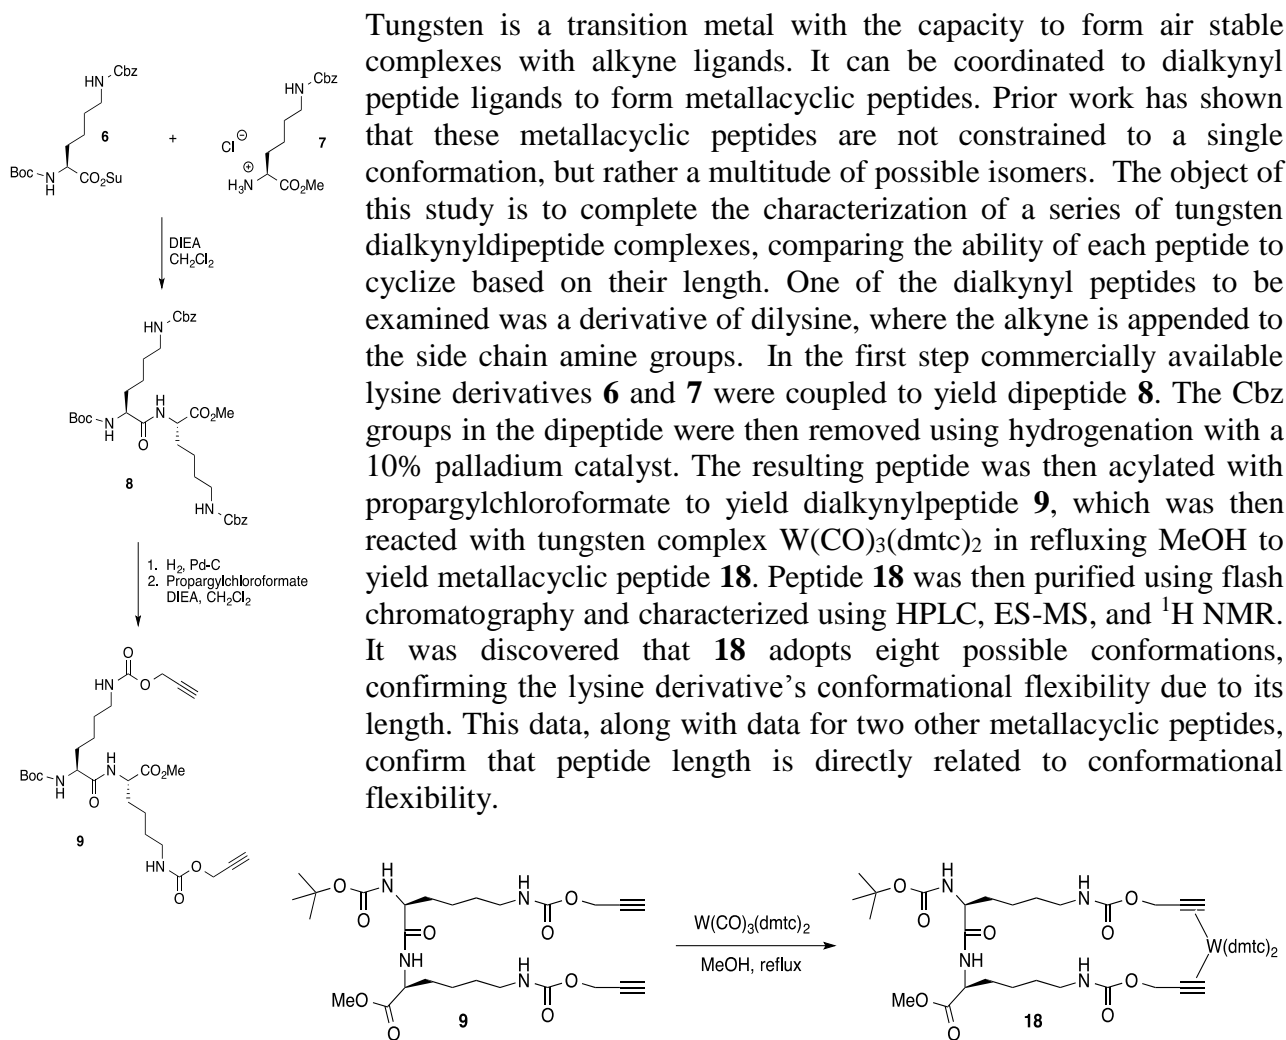 Tungsten is a transition metal with the capacity to form air stable
complexes with alkyne ligands. It can be coordinated to dialkynyl
peptide ligands to form metallacyclic peptides. Prior work has shown
that these metallacyclic peptides are not constrained to a single
conformation, but rather a multitude of possible isomers. The object of
this study is to complete the characterization of a series of tungsten
dialkynyldipeptide complexes, comparing the ability of each peptide to
cyclize based on their length. One of the dialkynyl peptides to be
examined was a derivative of dilysine, where the alkyne is appended to
the side chain amine groups. In the first step commercially available
lysine derivatives 6 and 7 were coupled to yield dipeptide 8. The Cbz
groups in the dipeptide were then removed using hydrogenation with a
10% palladium catalyst. The resulting peptide was then acylated with
propargylchloroformate to yield dialkynylpeptide 9, which was then
reacted with tungsten complex W(CO)₃(dmtc)₂ in refluxing MeOH to
yield metallacyclic peptide 18. Peptide 18 was then purified using flash
chromatography and characterized using HPLC, ES-MS, and ¹H NMR.
It was discovered that 18 adopts eight possible conformations,
confirming the lysine derivative's conformational flexibility due to its
length. This data, along with data for two other metallacyclic peptides,
confirm that peptide length is directly related to conformational
flexibility.
HN Cbz
6
Boc N H CO₂Su
+
HN Cbz
Cl⊖
7
H₃N⊕ CO₂Me
DIEA
CH₂Cl₂
HN Cbz
Boc N H O H N CO₂Me
8
HN Cbz
1. H₂, Pd-C
2. Propargylchloroformate
DIEA, CH₂Cl₂
HN O O
Boc N H O H N CO₂Me
9
HN O O
O O H N H N O O
O
HN
MeO O H N O O
9
W(CO)₃(dmtc)₂
MeOH, reflux
O O H N H N O O
O
HN
MeO O H N O O
W(dmtc)₂
18